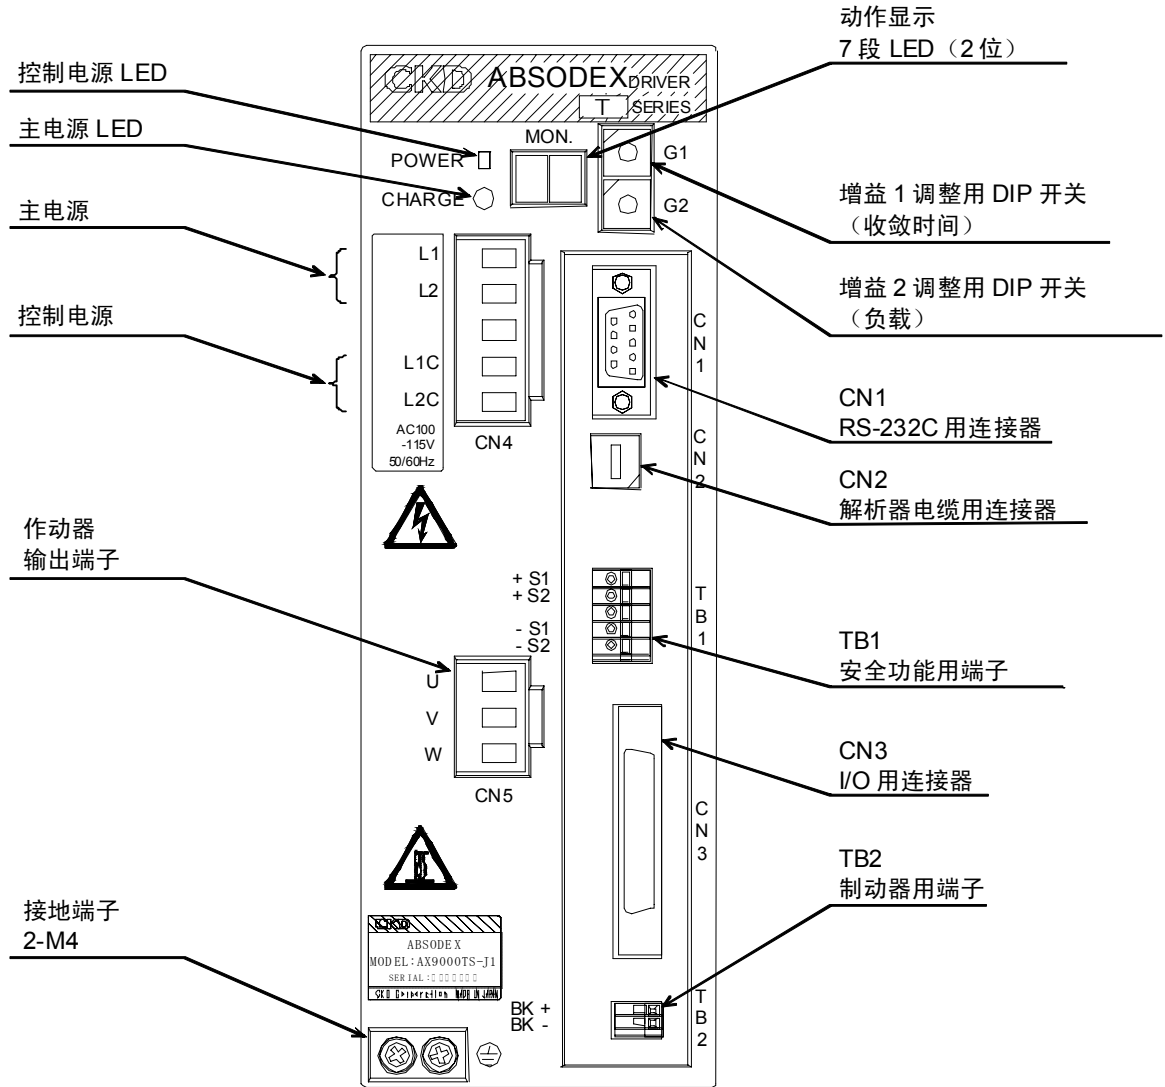 动作显示
7 段 LED（2 位）
控制电源 LED
主电源 LED
主电源
控制电源
作动器
输出端子
接地端子
2-M4
CKD ABSODEX DRIVER
T SERIES
MON.
POWER
CHARGE
G1
G2
L1
L2
L1C
L2C
AC100
-115V
50/60Hz
CN4
CN1
CN2
+ S1
+ S2
- S1
- S2
TB1
U
V
W
CN5
CN3
CKD
ABSODEX
MODEL:AX9000TS-J1
SERIAL:
CKD Corporation MADE IN JAPAN
BK +
BK -
TB2
增益 1 调整用 DIP 开关
（收敛时间）
增益 2 调整用 DIP 开关
（负载）
CN1
RS-232C 用连接器
CN2
解析器电缆用连接器
TB1
安全功能用端子
CN3
I/O 用连接器
TB2
制动器用端子